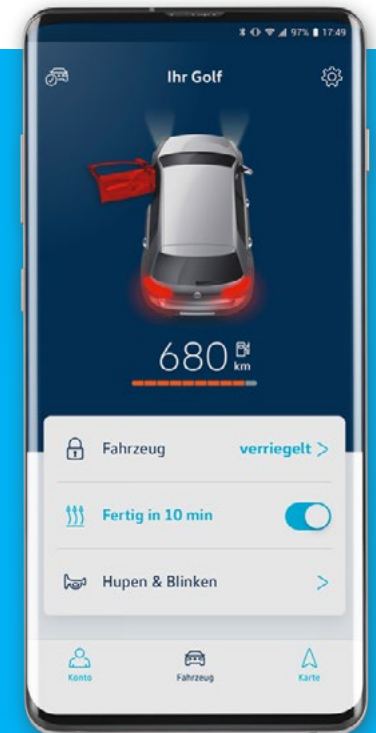 97% 17:49
Ihr Golf
680 km
Fahrzeug verriegelt >
Fertig in 10 min
Hupen & Blinken >
Konto Fahrzeug Karte